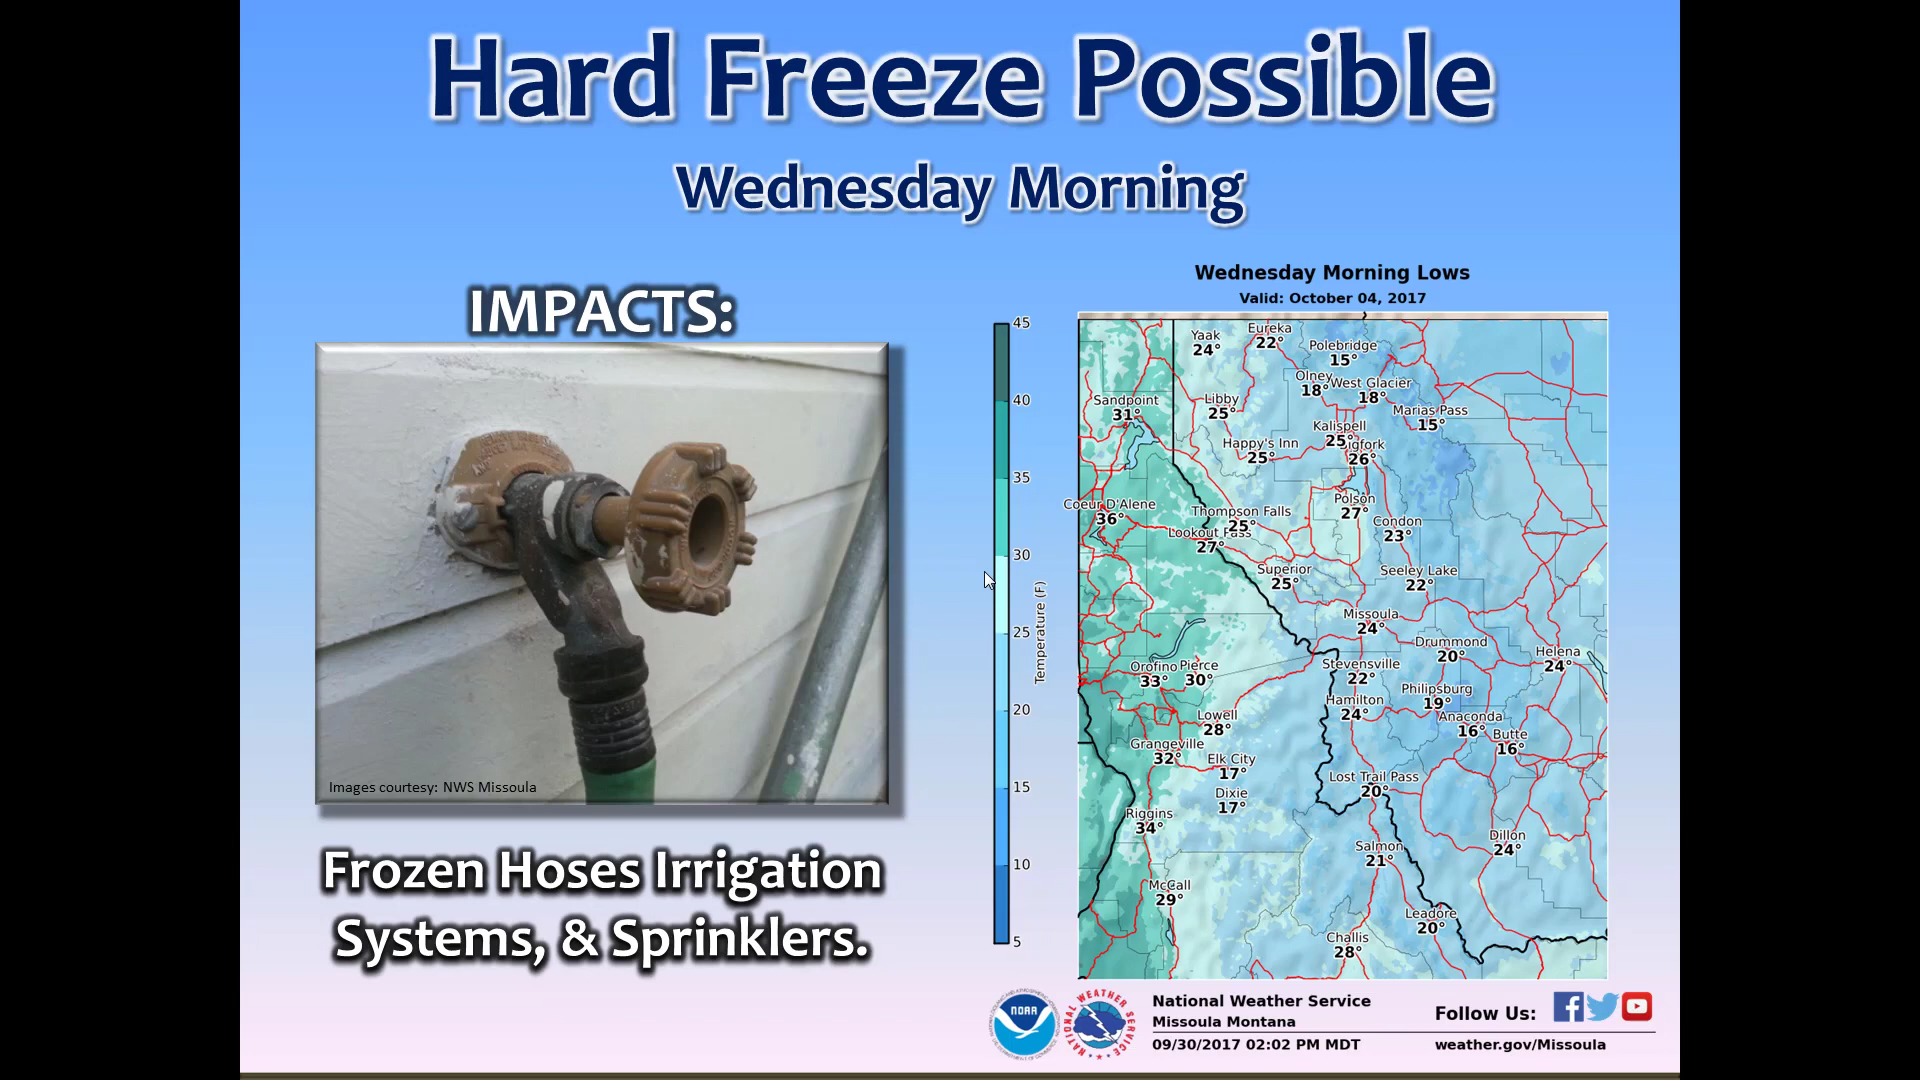 Hard Freeze Possible
Wednesday Morning
IMPACTS:
Images courtesy: NWS Missoula
Frozen Hoses Irrigation
Systems, & Sprinklers.
Wednesday Morning Lows
Valid: October 04, 2017
45
40
35
30
25
20
15
10
5
Temperature (F)
Yaak
24°
Eureka
22°
Polebridge
15°
Olney
18°
West Glacier
18°
Sandpoint
31°
Libby
25°
Marias Pass
15°
Kalispell
25°
Happy's Inn
25°
igfork
26°
Coeur D'Alene
36°
Thompson Falls
25°
Polson
27°
Lookout Pass
27°
Condon
23°
Superior
25°
Seeley Lake
22°
Missoula
24°
Drummond
20°
Helena
24°
Orofino
33°
Pierce
30°
Stevensville
22°
Philipsburg
19°
Hamilton
24°
Lowell
28°
Anaconda
16°
Butte
16°
Grangeville
32°
Elk City
17°
Lost Trail Pass
20°
Dixie
17°
Riggins
34°
Dillon
24°
Salmon
21°
McCall
29°
Leadore
20°
Challis
28°
NOAA
NATIONAL WEATHER SERVICE
National Weather Service
Missoula Montana
09/30/2017 02:02 PM MDT
Follow Us:
weather.gov/Missoula